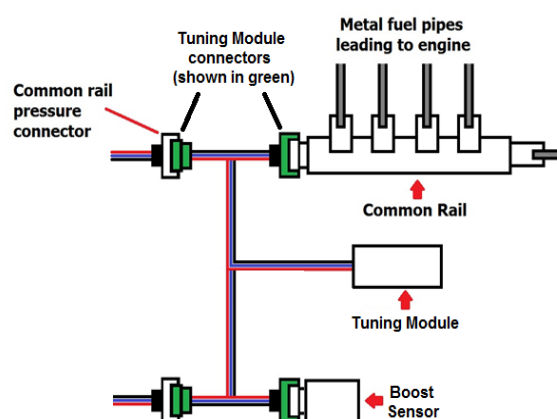 Tuning Module
connectors
(shown in green)
Metal fuel pipes
leading to engine
Common rail
pressure
connector
Common Rail
Tuning Module
Boost
Sensor